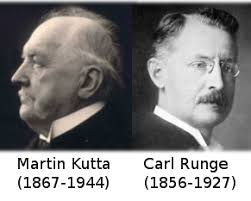 Martin Kutta
(1867-1944)
Carl Runge
(1856-1927)